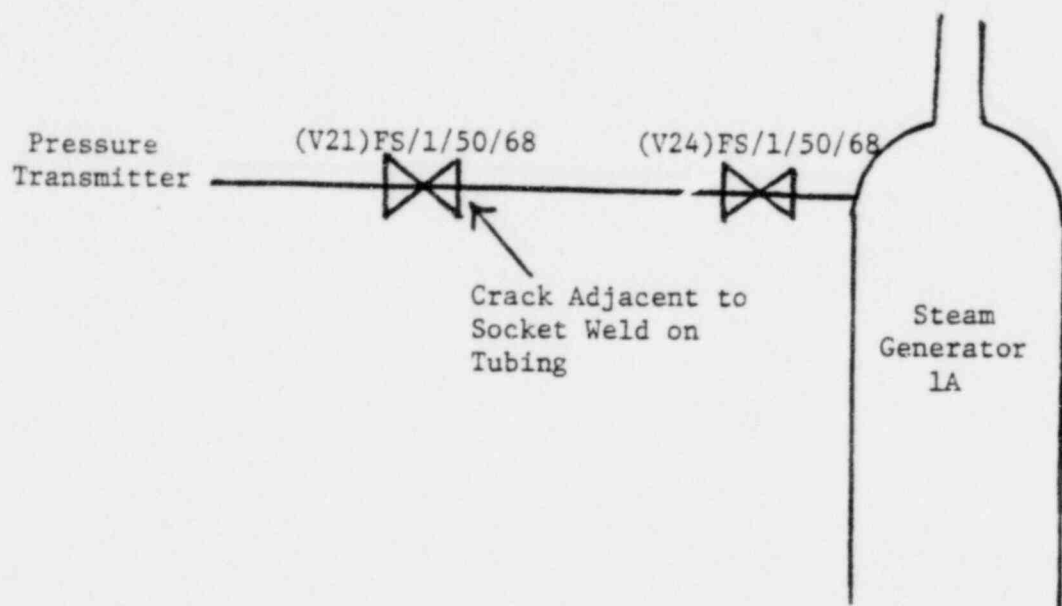 Pressure
Transmitter
(V21)FS/1/50/68
(V24)FS/1/50/68
Crack Adjacent to
Socket Weld on
Tubing
Steam
Generator
1A